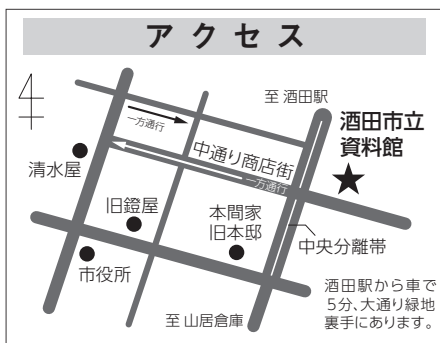 アクセス
至 酒田駅
一方通行
酒田市立
資料館
中通り商店街
一方通行
清水屋
旧鐙屋
本間家
旧本邸
中央分離帯
市役所
酒田駅から車で
5分、大通り緑地
裏手にあります。
至 山居倉庫